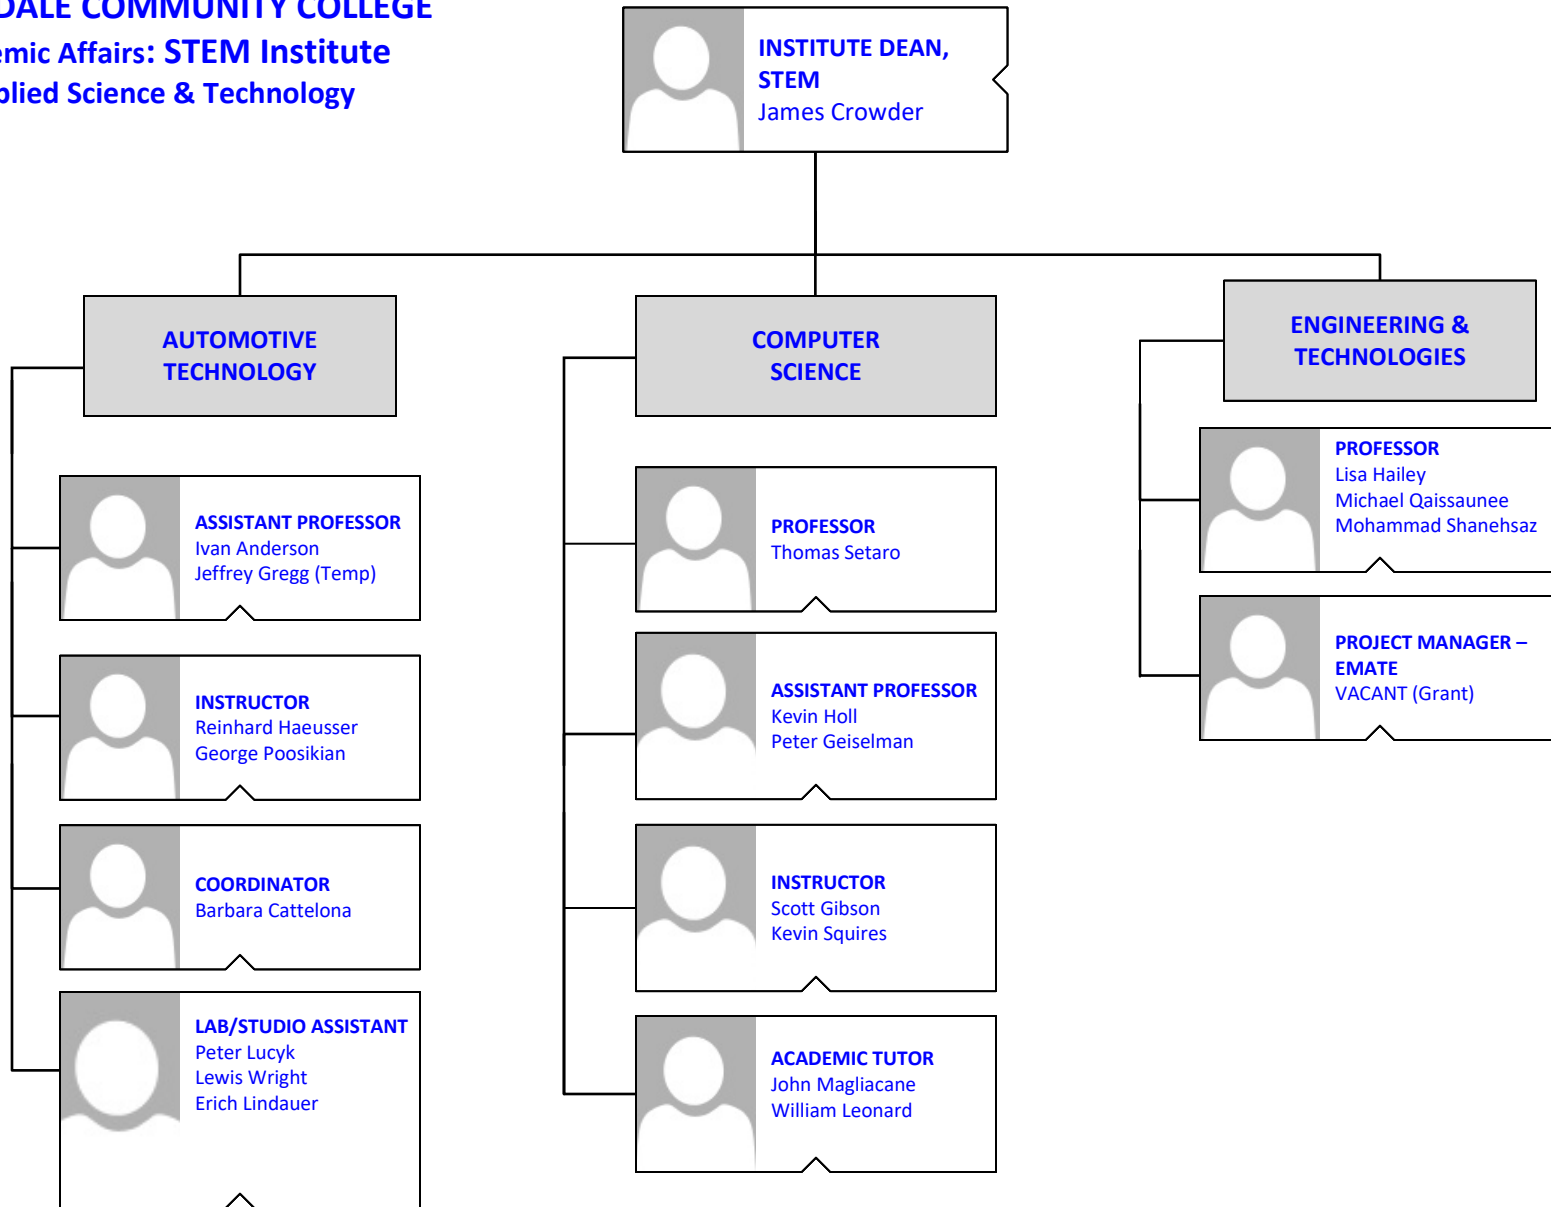 DALE COMMUNITY COLLEGE
emic Affairs: STEM Institute
plied Science & Technology
INSTITUTE DEAN,
STEM
James Crowder
AUTOMOTIVE
TECHNOLOGY
ASSISTANT PROFESSOR
Ivan Anderson
Jeffrey Gregg (Temp)
INSTRUCTOR
Reinhard Haeusser
George Poosikian
COORDINATOR
Barbara Cattelona
LAB/STUDIO ASSISTANT
Peter Lucyk
Lewis Wright
Erich Lindauer
COMPUTER
SCIENCE
PROFESSOR
Thomas Setaro
ASSISTANT PROFESSOR
Kevin Holl
Peter Geiselman
INSTRUCTOR
Scott Gibson
Kevin Squires
ACADEMIC TUTOR
John Magliacane
William Leonard
ENGINEERING &
TECHNOLOGIES
PROFESSOR
Lisa Hailey
Michael Qaissaunee
Mohammad Shanehsaz
PROJECT MANAGER –
EMATE
VACANT (Grant)